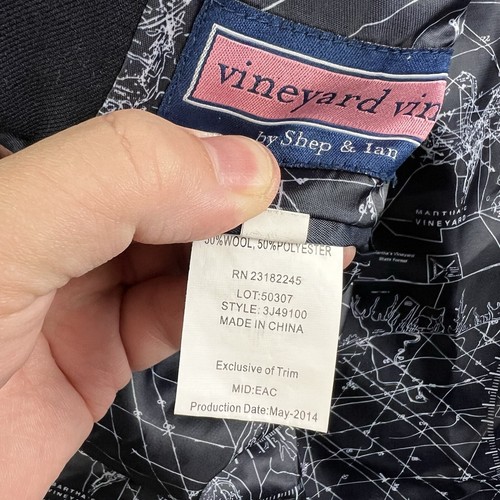 vineyard vin
by Shep & Ian
MARTHA'S
VINEYARD
50%WOOL, 50%POLYESTER
RN 23182245
LOT:50307
STYLE: 3J49100
MADE IN CHINA
Exclusive of Trim
MID:EAC
Production Date:May-2014